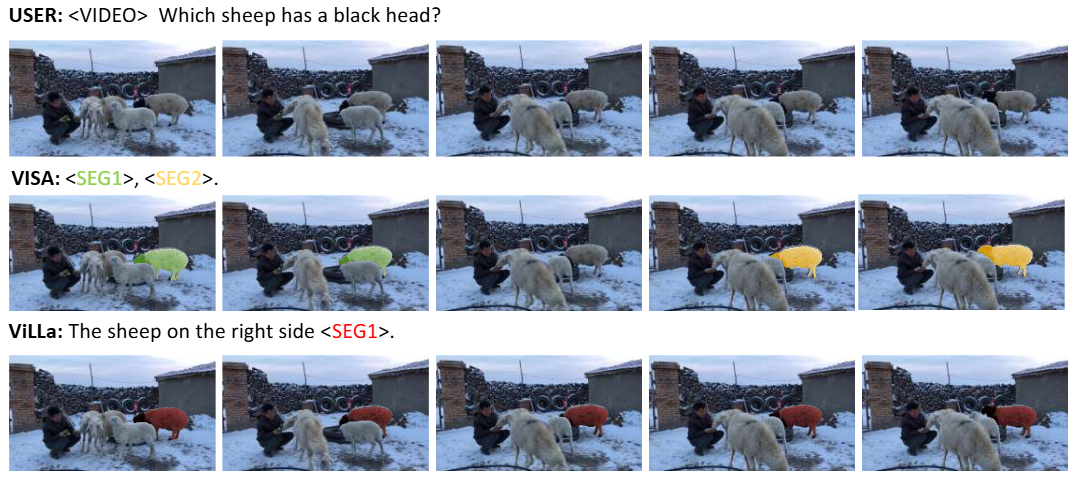 USER: <VIDEO> Which sheep has a black head?
VISA: <SEG1>, <SEG2>.
ViLLa: The sheep on the right side <SEG1>.